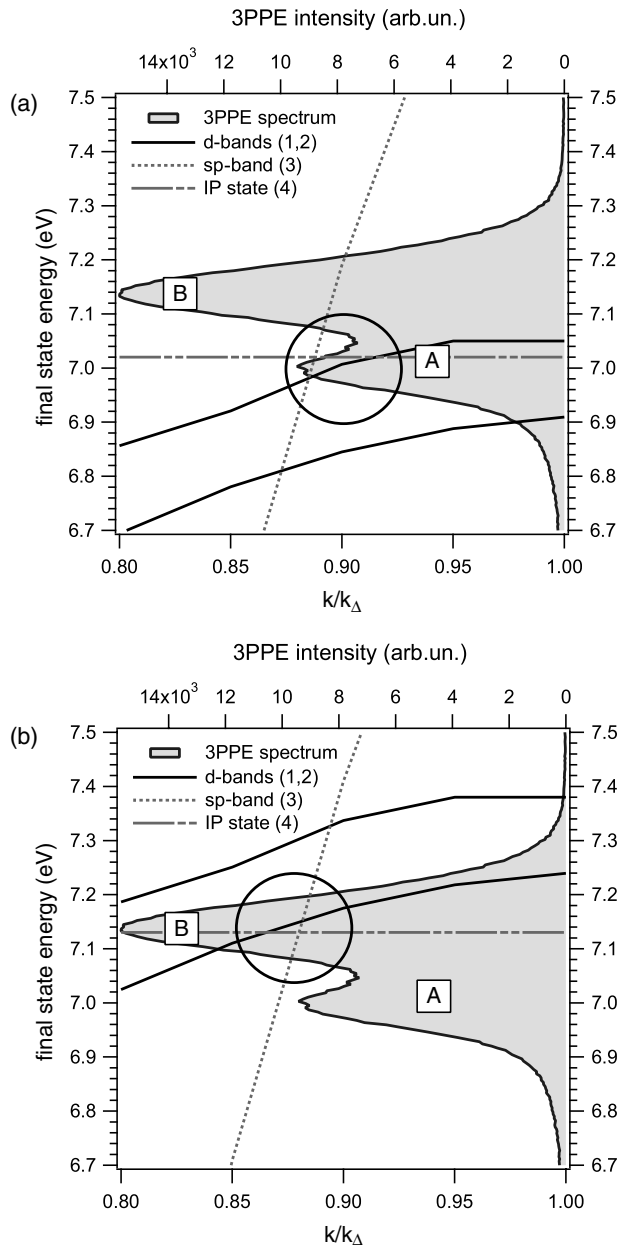 3PPE intensity (arb.un.)
14x10³ 12 10 8 6 4 2 0
(a)
7.5 7.5
3PPE spectrum
d-bands (1,2)
7.4 7.4
sp-band (3)
IP state (4)
7.3 7.3
7.2 7.2
B
7.1 7.1
A
7.0 7.0
6.9 6.9
6.8 6.8
6.7 6.7
final state energy (eV)
0.80 0.85 0.90 0.95 1.00
k/k_Δ
3PPE intensity (arb.un.)
14x10³ 12 10 8 6 4 2 0
(b)
7.5 7.5
3PPE spectrum
d-bands (1,2)
7.4 7.4
sp-band (3)
IP state (4)
7.3 7.3
7.2 7.2
B
7.1 7.1
A
7.0 7.0
6.9 6.9
6.8 6.8
6.7 6.7
final state energy (eV)
0.80 0.85 0.90 0.95 1.00
k/k_Δ